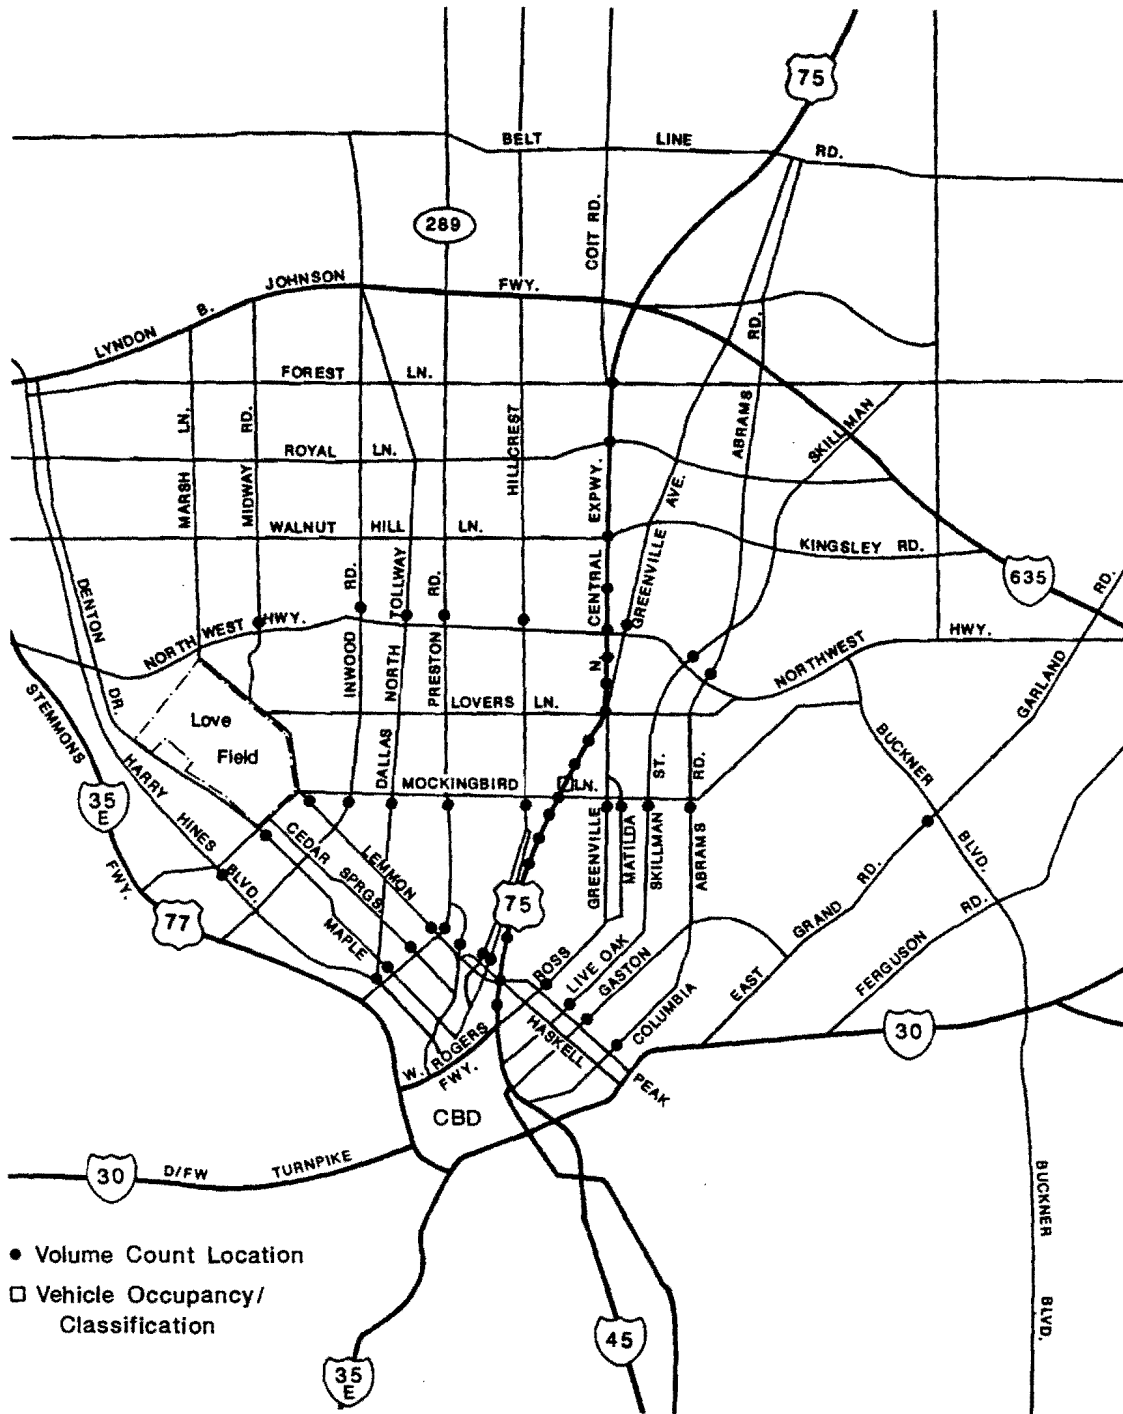 75
BELT LINE RD.
289
COIT RD.
LYNDON B. JOHNSON FWY.
FOREST LN.
MARSH LN.
MIDWAY RD.
HILLCREST
ABRAMS RD.
SKILLMAN
ROYAL LN.
N. CENTRAL EXPWY.
GREENVILLE AVE.
WALNUT HILL LN.
KINGSLEY RD.
635
DENTON DR.
INWOOD RD.
DALLAS NORTH TOLLWAY
PRESTON RD.
NORTHWEST HWY.
NORTHWEST HWY.
GARLAND RD.
STEMMONS FWY.
LOVERS LN.
Love
Field
35
E
HARRY HINES BLVD.
MOCKINGBIRD LN.
BUCKNER BLVD.
CEDAR SPRGS.
LEMMON
GREENVILLE
MATILDA
SKILLMAN ST.
ABRAMS RD.
77
MAPLE
75
ROSS
LIVE OAK
GASTON
COLUMBIA
EAST GRAND RD.
FERGUSON RD.
30
W. ROGERS
FWY.
HASKELL
PEAK
CBD
30
D/FW TURNPIKE
BUCKNER BLVD.
● Volume Count Location
□ Vehicle Occupancy/
Classification
45
35
E